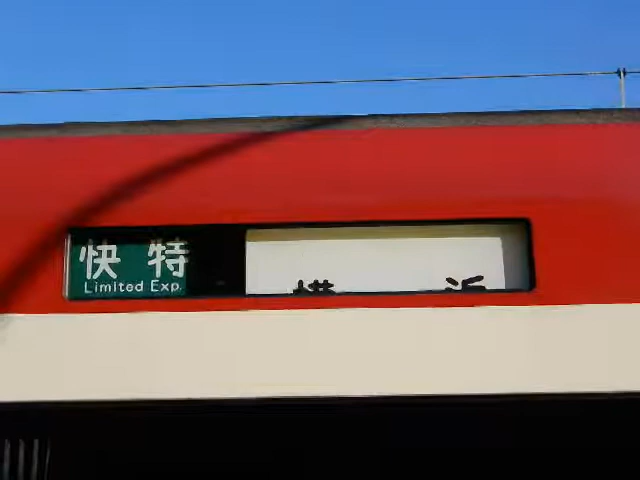 快特
Limited Exp.